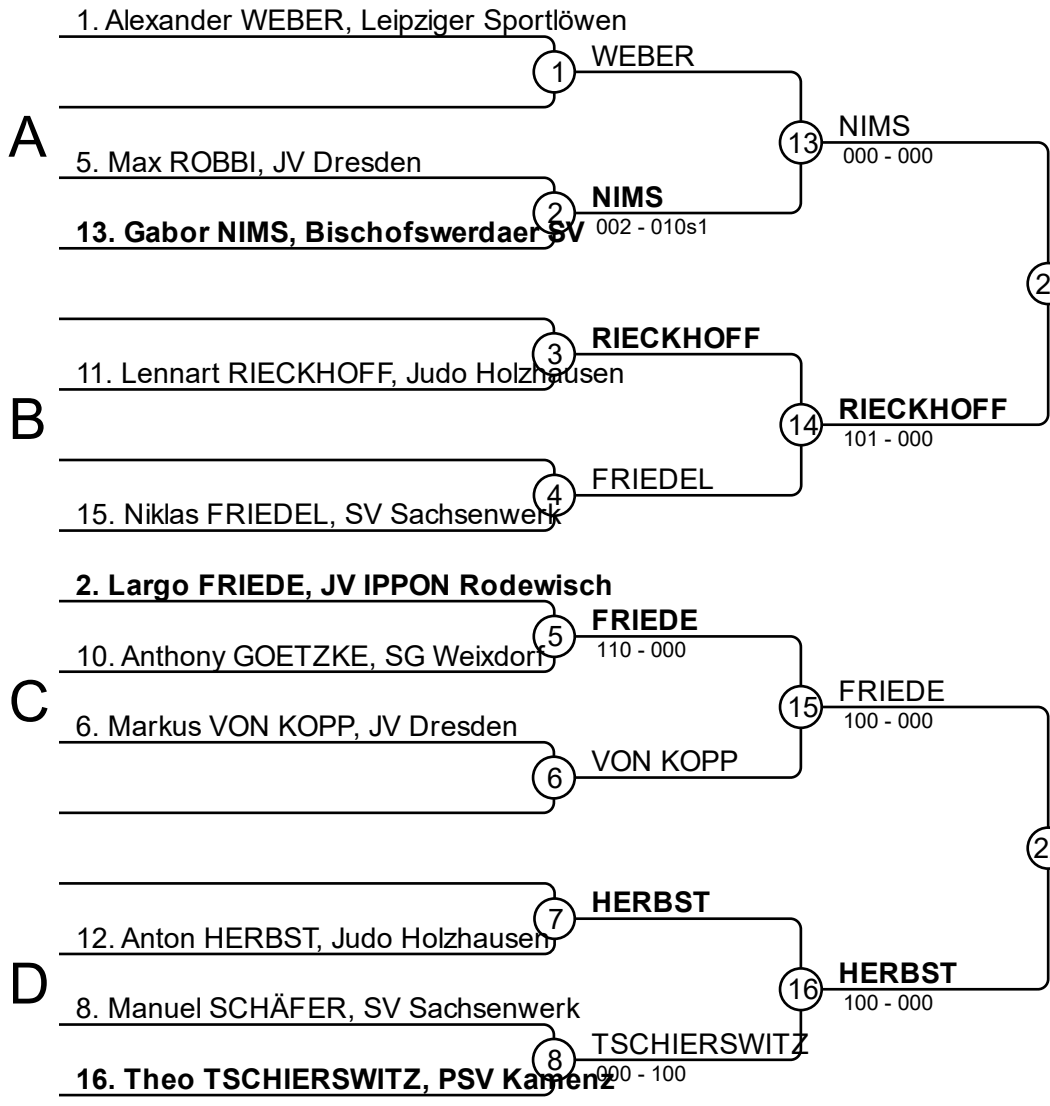 1. Alexander WEBER, Leipziger Sportlöwen
1
WEBER
A
13
NIMS
000 - 000
5. Max ROBBI, JV Dresden
2
NIMS
002 - 010s1
13. Gabor NIMS, Bischofswerdaer SV
2
3
RIECKHOFF
11. Lennart RIECKHOFF, Judo Holzhausen
B
14
RIECKHOFF
101 - 000
4
FRIEDEL
15. Niklas FRIEDEL, SV Sachsenwerk
2. Largo FRIEDE, JV IPPON Rodewisch
5
FRIEDE
110 - 000
10. Anthony GOETZKE, SG Weixdorf
C
15
FRIEDE
100 - 000
6. Markus VON KOPP, JV Dresden
6
VON KOPP
2
7
HERBST
12. Anton HERBST, Judo Holzhausen
D
16
HERBST
100 - 000
8. Manuel SCHÄFER, SV Sachsenwerk
8
TSCHIERSWITZ
000 - 100
16. Theo TSCHIERSWITZ, PSV Kamenz